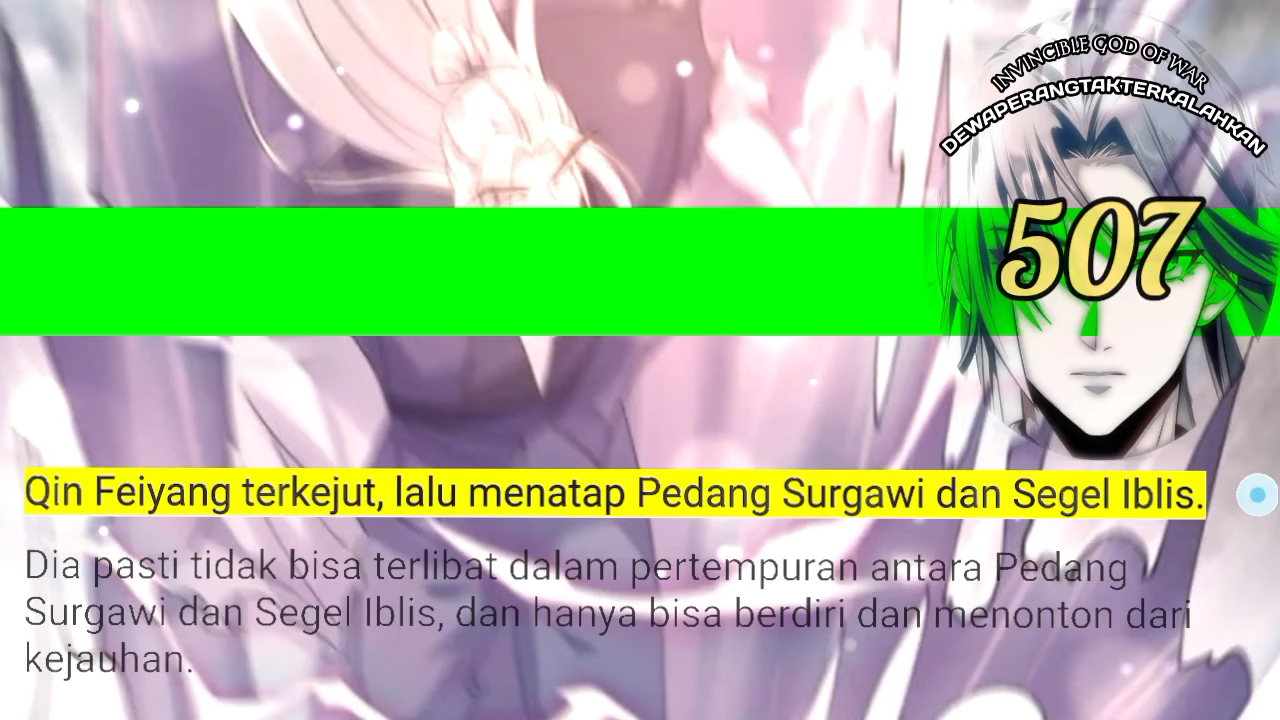 INVINCIBLE GOD OF WAR
DEWAPERANGTAKTERKALAHKAN
507
Qin Feiyang terkejut, lalu menatap Pedang Surgawi dan Segel Iblis.
Dia pasti tidak bisa terlibat dalam pertempuran antara Pedang
Surgawi dan Segel Iblis, dan hanya bisa berdiri dan menonton dari
kejauhan.